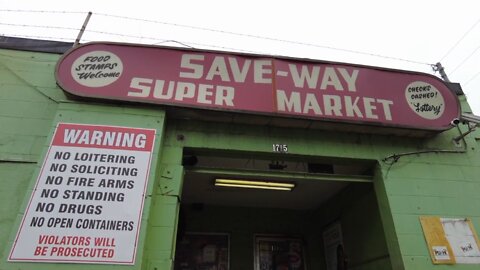 FOOD
STAMPS
Welcome
SAVE-WAY
SUPER MARKET
CHECKS
CASHED!
Lottery
1715
WARNING
NO LOITERING
NO SOLICITING
NO FIRE ARMS
NO STANDING
NO DRUGS
NO OPEN CONTAINERS
VIOLATORS WILL
BE PROSECUTED